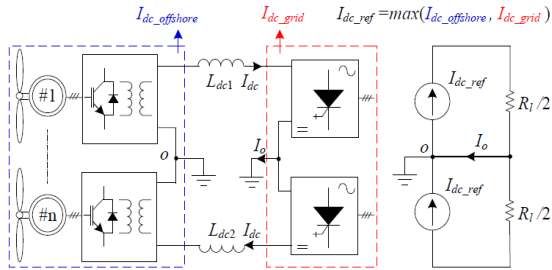 I_dc_offshore
I_dc_grid
I_dc_ref =max(I_dc_offshore, I_dc_grid)
#1
L_dc1
I_dc
I_dc_ref
R_l/2
o
I_o
o
I_o
#n
I_dc_ref
R_l/2
L_dc2
I_dc